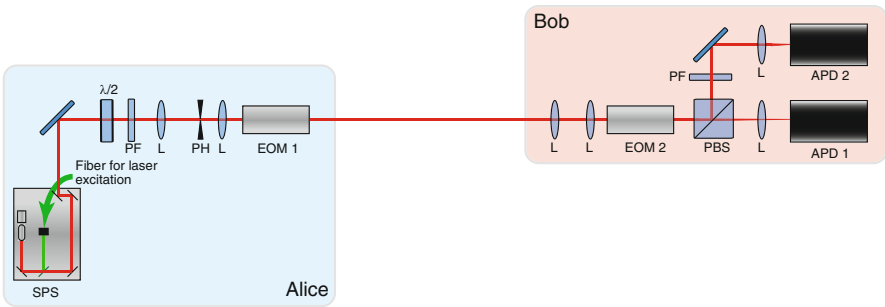 Bob
PF
L
APD 2
L
L
EOM 2
PBS
L
APD 1
λ/2
PF
L
PH
L
EOM 1
Fiber for laser
excitation
SPS
Alice